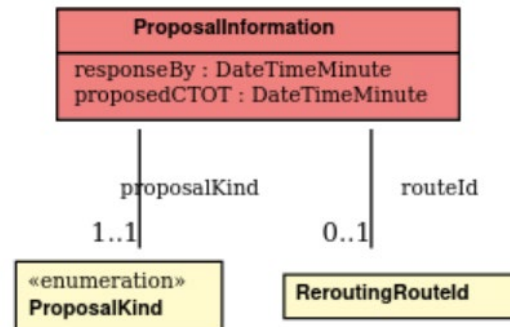 ProposalInformation
responseBy : DateTimeMinute
proposedCTOT : DateTimeMinute
proposalKind
routeId
1..1
0..1
«enumeration»
ProposalKind
ReroutingRouteId